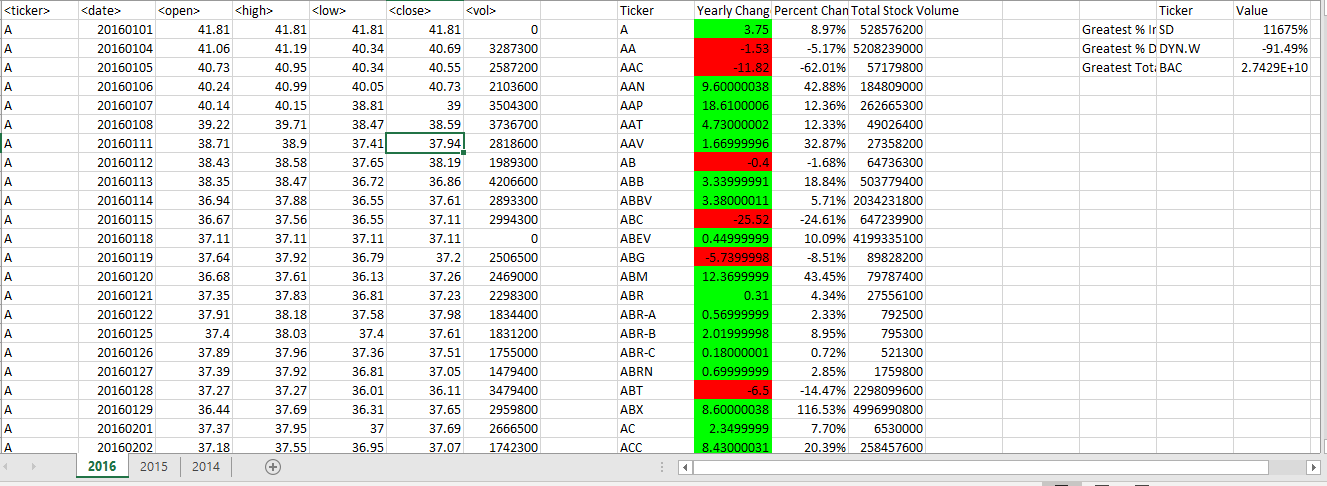 <ticker> <date> <open> <high> <low> <close> <vol> Ticker Yearly Chang Percent Chan Total Stock Volume Ticker Value
A 20160101 41.81 41.81 41.81 41.81 0 A 3.75 8.97% 528576200 Greatest % In SD 11675%
A 20160104 41.06 41.19 40.34 40.69 3287300 AA -1.53 -5.17% 5208239000 Greatest % D DYN.W -91.49%
A 20160105 40.73 40.95 40.34 40.55 2587200 AAC -11.82 -62.01% 57179800 Greatest Tota BAC 2.7429E+10
A 20160106 40.24 40.99 40.05 40.73 2103600 AAN 9.60000038 42.88% 184809000
A 20160107 40.14 40.15 38.81 39 3504300 AAP 18.6100006 12.36% 262665300
A 20160108 39.22 39.71 38.47 38.59 3736700 AAT 4.73000002 12.33% 49026400
A 20160111 38.71 38.9 37.41 37.94 2818600 AAV 1.66999996 32.87% 27358200
A 20160112 38.43 38.58 37.65 38.19 1989300 AB -0.4 -1.68% 64736300
A 20160113 38.35 38.47 36.72 36.86 4206600 ABB 3.33999991 18.84% 503779400
A 20160114 36.94 37.88 36.55 37.61 2893300 ABBV 3.38000011 5.71% 2034231800
A 20160115 36.67 37.56 36.55 37.11 2994300 ABC -25.52 -24.61% 647239900
A 20160118 37.11 37.11 37.11 37.11 0 ABEV 0.44999999 10.09% 4199335100
A 20160119 37.64 37.92 36.79 37.2 2506500 ABG -5.7399998 -8.51% 89828200
A 20160120 36.68 37.61 36.13 37.26 2469000 ABM 12.3699999 43.45% 79787400
A 20160121 37.35 37.83 36.81 37.23 2298300 ABR 0.31 4.34% 27556100
A 20160122 37.91 38.18 37.58 37.98 1834400 ABR-A 0.56999999 2.33% 792500
A 20160125 37.4 38.03 37.4 37.61 1831200 ABR-B 2.01999998 8.95% 795300
A 20160126 37.89 37.96 37.36 37.51 1755000 ABR-C 0.18000001 0.72% 521300
A 20160127 37.39 37.92 36.81 37.05 1479400 ABRN 0.69999999 2.85% 1759800
A 20160128 37.27 37.27 36.01 36.11 3479400 ABT -6.5 -14.47% 2298099600
A 20160129 36.44 37.69 36.31 37.65 2959800 ABX 8.60000038 116.53% 4996990800
A 20160201 37.37 37.95 37 37.69 2666500 AC 2.3499999 7.70% 6530000
A 20160202 37.18 37.55 36.95 37.07 1742300 ACC 8.43000031 20.39% 258457600
2016 2015 2014